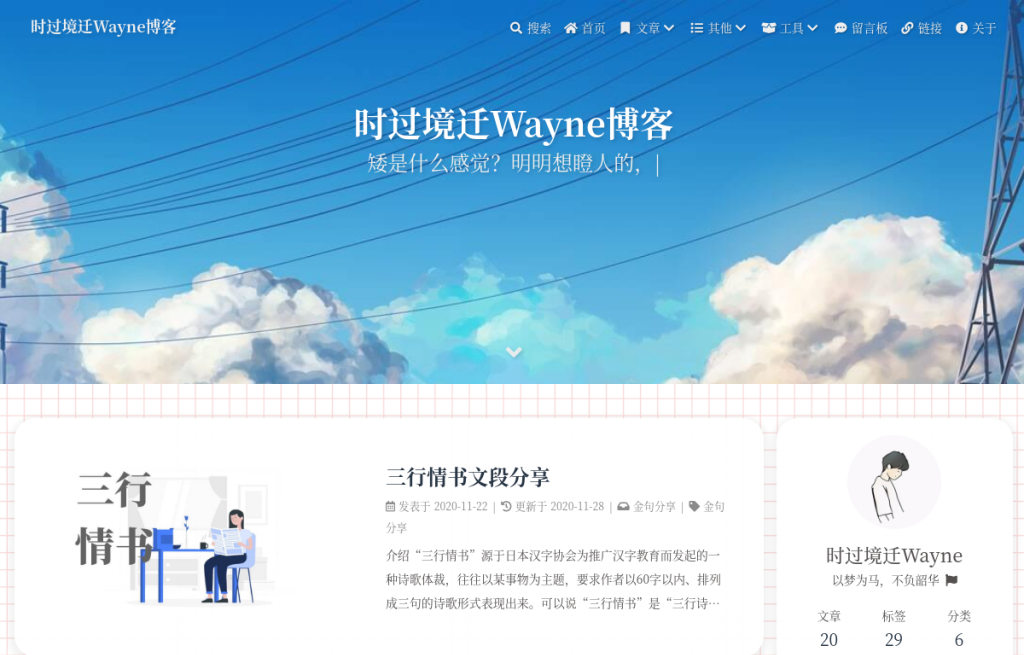 时过境迁Wayne博客
搜索 首页 文章 其他 工具 留言板 链接 关于
时过境迁Wayne博客
矮是什么感觉？明明想瞪人的， |
三行
情书
三行情书文段分享
发表于 2020-11-22 | 更新于 2020-11-28 | 金句分享 | 金句
分享
介绍“三行情书”源于日本汉字协会为推广汉字教育而发起的一
种诗歌体裁，往往以某事物为主题，要求作者以60字以内、排列
成三句的诗歌形式表现出来。可以说“三行情书”是“三行诗…
时过境迁Wayne
以梦为马，不负韶华
文章 标签 分类
20 29 6